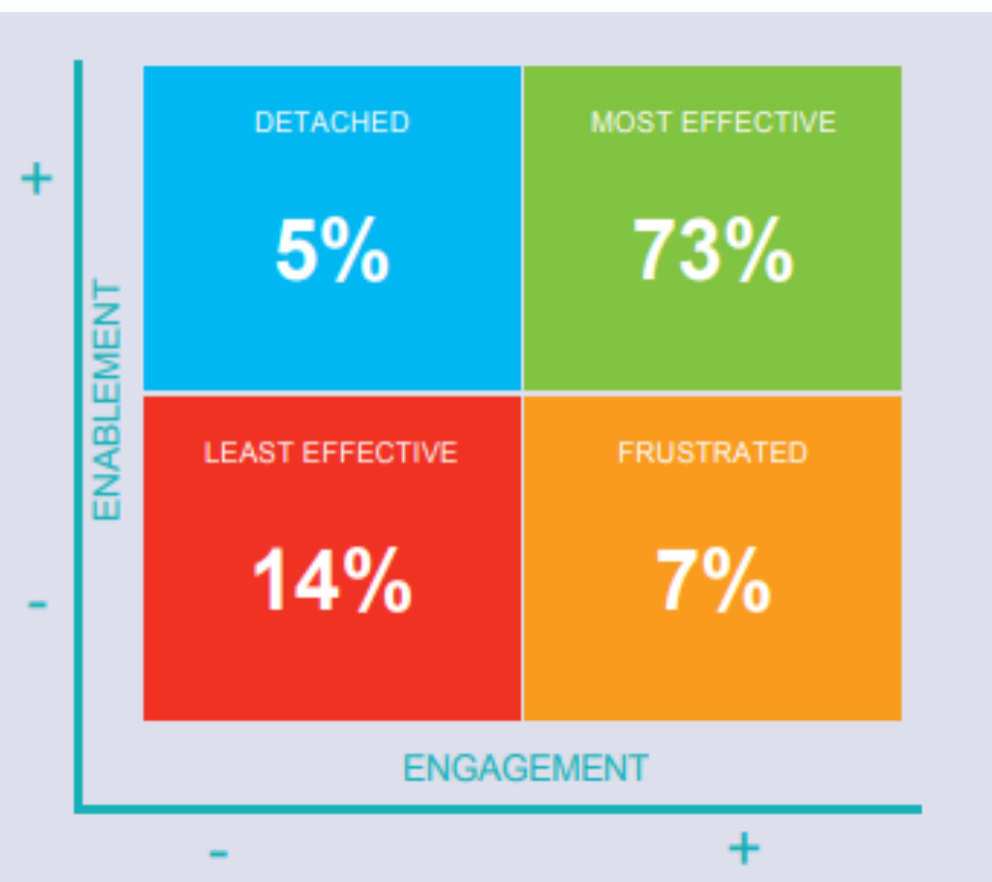 +
DETACHED
5%
MOST EFFECTIVE
73%
ENABLEMENT
LEAST EFFECTIVE
14%
FRUSTRATED
7%
-
ENGAGEMENT
-
+